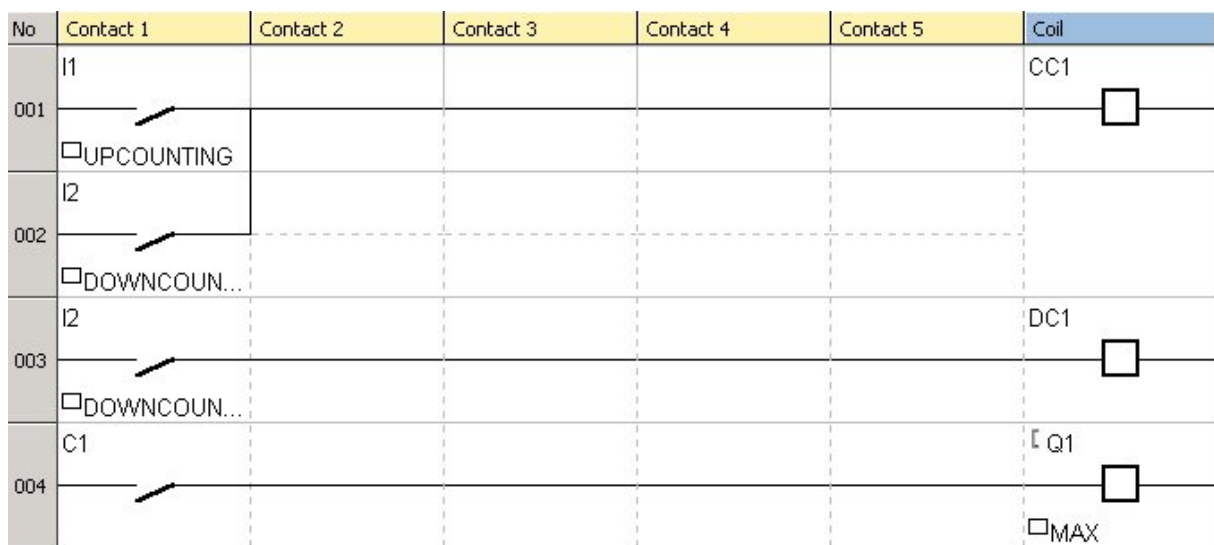 No Contact 1 Contact 2 Contact 3 Contact 4 Contact 5 Coil
I1 CC1
001
UPCOUNTING
I2
002
DOWNCOUN...
I2 DC1
003
DOWNCOUN...
C1 [ Q1
004
MAX